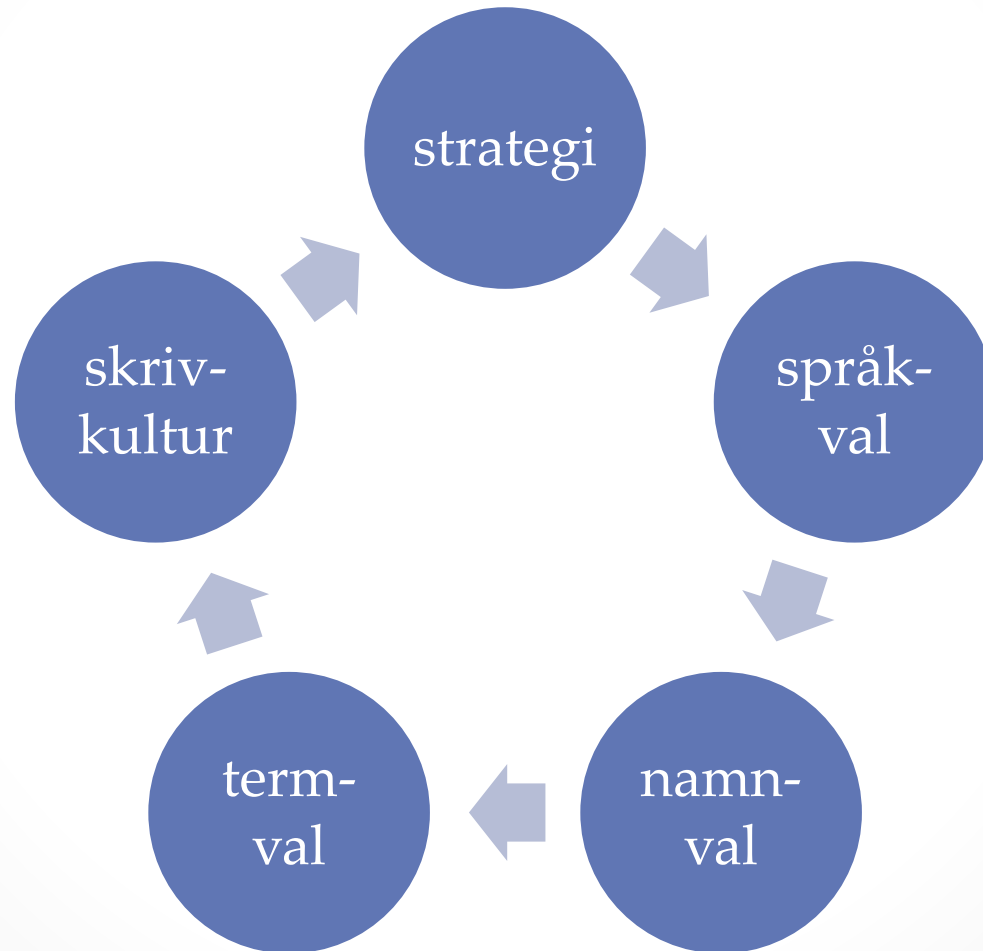 strategi
språk-
val
namn-
val
term-
val
skriv-
kultur